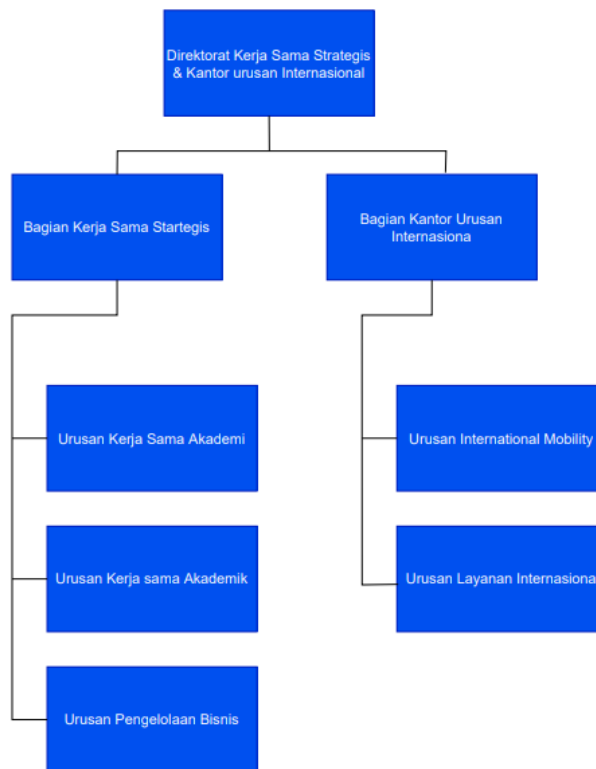 Direktorat Kerja Sama Strategis
& Kantor urusan Internasional
Bagian Kerja Sama Startegis
Bagian Kantor Urusan
Internasiona
Urusan Kerja Sama Akademi
Urusan International Mobility
Urusan Kerja sama Akademik
Urusan Layanan Internasional
Urusan Pengelolaan Bisnis